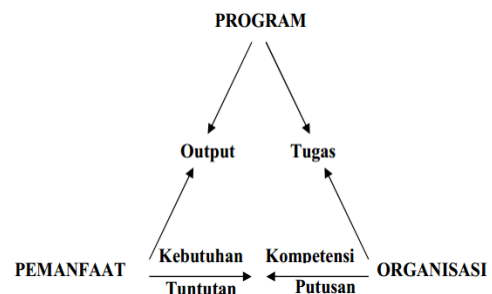 PROGRAM
Output Tugas
Kebutuhan Kompetensi
PEMANFAAT ORGANISASI
Tuntutan Putusan